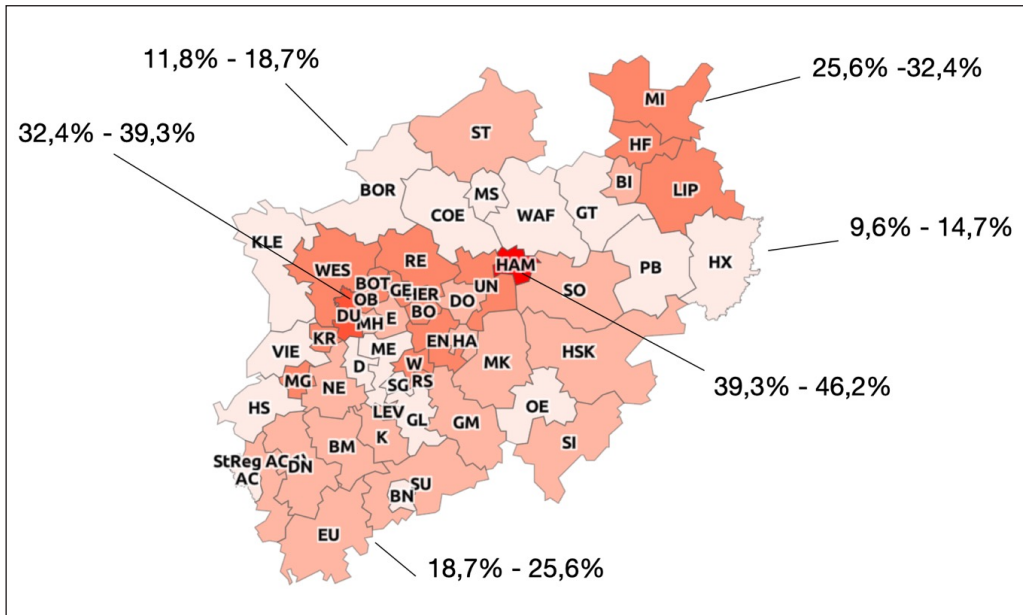 11,8% - 18,7%
25,6% -32,4%
MI
32,4% - 39,3%
ST
HF
BI
LIP
BOR
MS
COE
WAF
GT
9,6% - 14,7%
KLE
RE
HAM
PB
HX
WES
BOT
GE
HER
UN
SO
OB
DO
DU
MH
E
BO
KR
EN
HA
VIE
ME
D
W
MK
HSK
39,3% - 46,2%
MG
NE
SG
RS
HS
LEV
GL
GM
OE
K
BM
SI
StReg AC
DN
AC
SU
BN
EU
18,7% - 25,6%